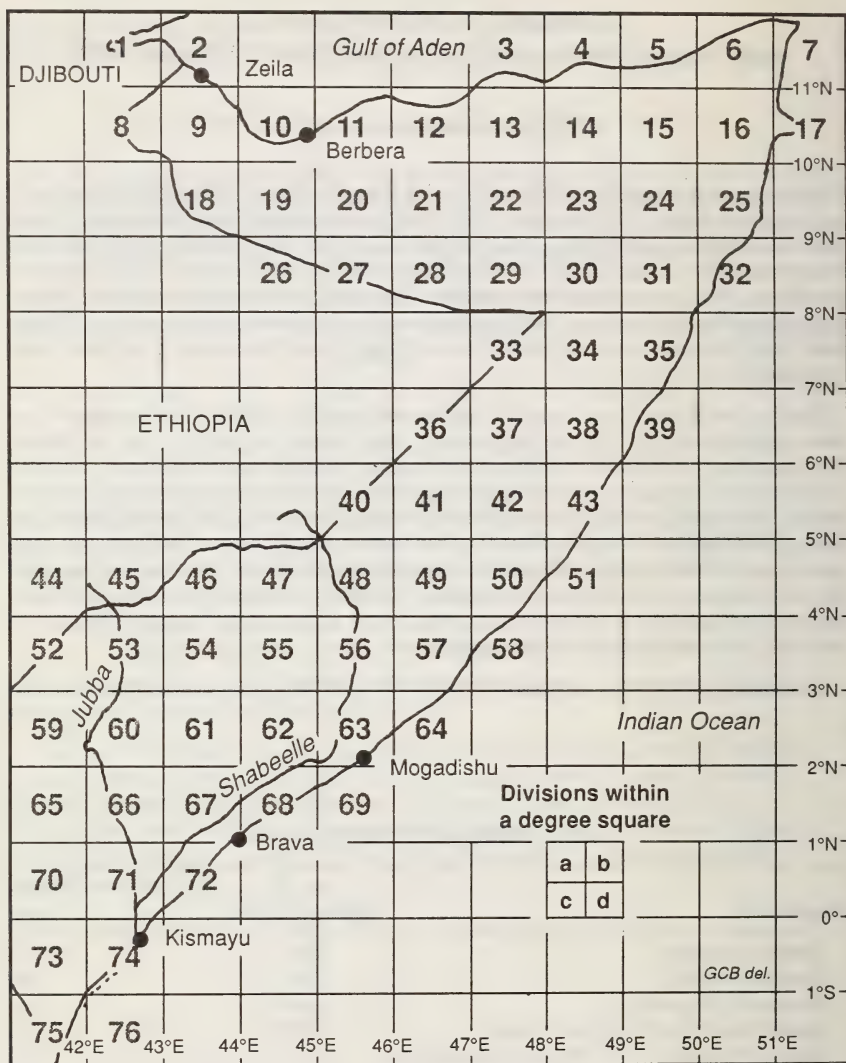 1 2 Gulf of Aden 3 4 5 6 7
DJIBOUTI Zeila
11°N
8 9 10 11 12 13 14 15 16 17
Berbera
10°N
18 19 20 21 22 23 24 25
9°N
26 27 28 29 30 31 32
8°N
33 34 35
7°N
ETHIOPIA 36 37 38 39
6°N
40 41 42 43
5°N
44 45 46 47 48 49 50 51
4°N
52 53 54 55 56 57 58
Jubba
3°N
59 60 61 62 63 64 Indian Ocean
Shabeelle
Mogadishu 2°N
65 66 67 68 69 Divisions within
a degree square
Brava 1°N
70 71 72 a b
c d
0°
Kismayu
73 74 GCB del.
1°S
75 76
42°E 43°E 44°E 45°E 46°E 47°E 48°E 49°E 50°E 51°E